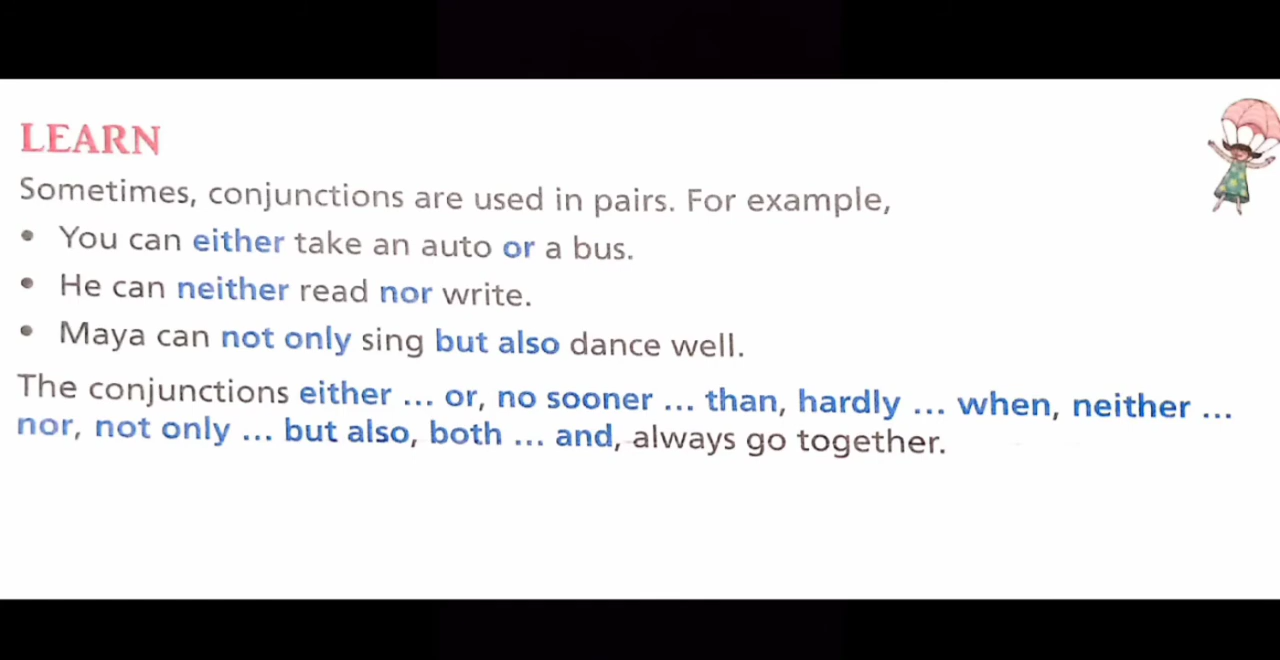 LEARN
Sometimes, conjunctions are used in pairs. For example,
• You can either take an auto or a bus.
• He can neither read nor write.
• Maya can not only sing but also dance well.
The conjunctions either ... or, no sooner ... than, hardly ... when, neither ...
nor, not only ... but also, both ... and, always go together.